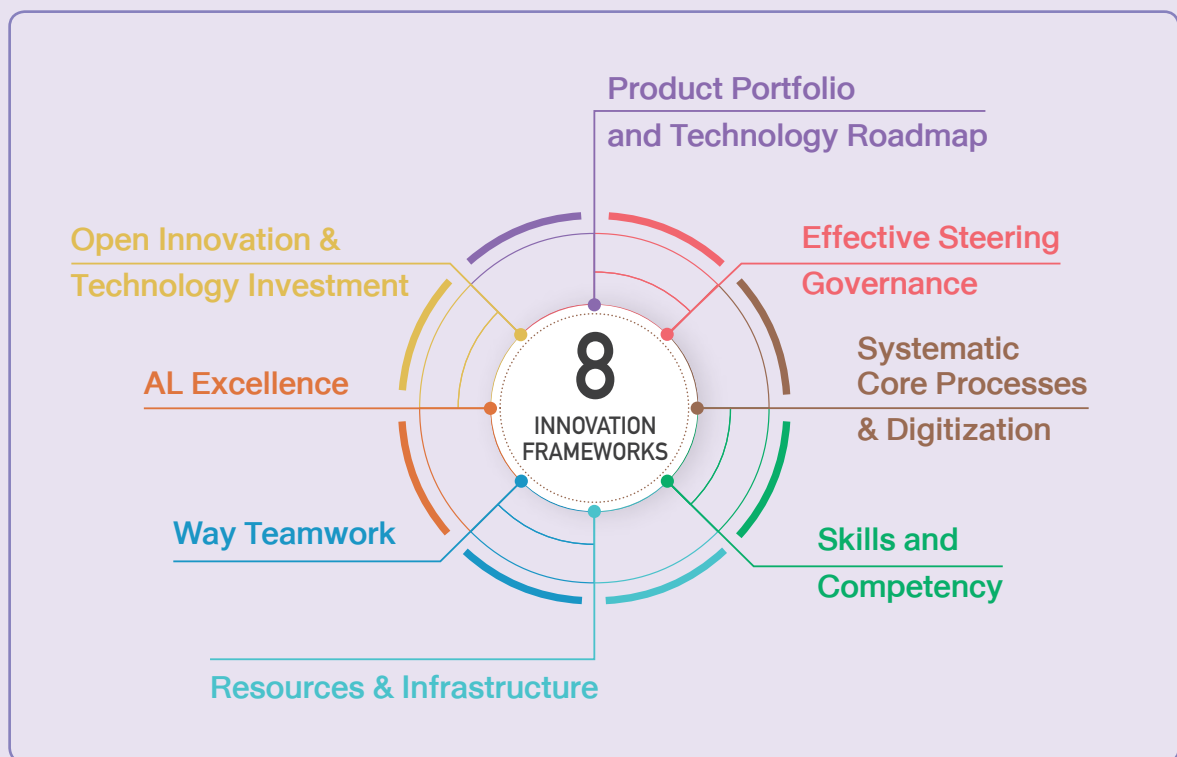 Product Portfolio
and Technology Roadmap
Open Innovation &
Technology Investment
Effective Steering
Governance
Systematic
Core Processes
& Digitization
AL Excellence
8
INNOVATION
FRAMEWORKS
Way Teamwork
Skills and
Competency
Resources & Infrastructure